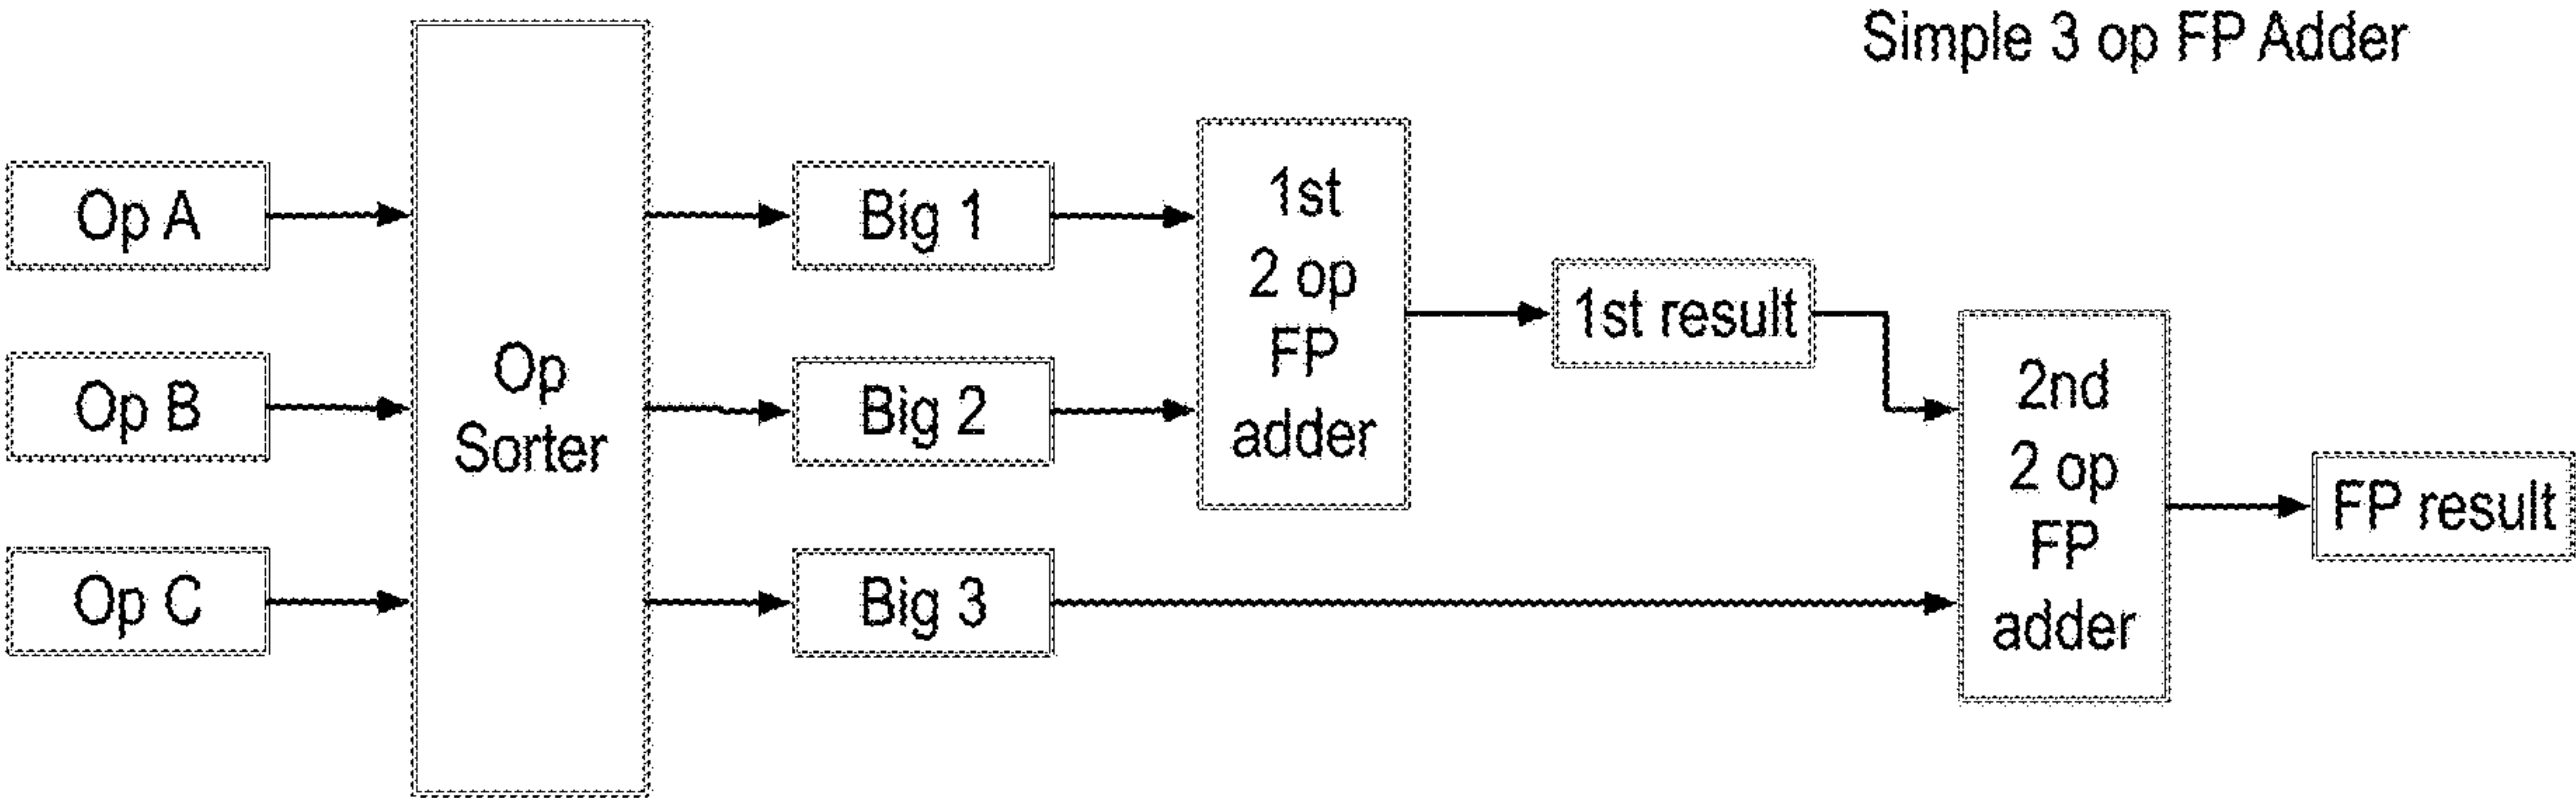 Simple 3 op FP Adder
Op A
Op B
Op C
Op
Sorter
Big 1
Big 2
Big 3
1st
2 op
FP
adder
1st result
2nd
2 op
FP
adder
FP result